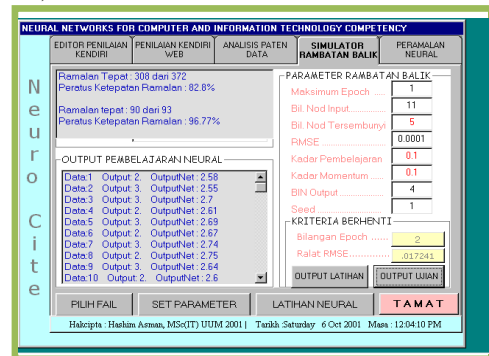 NEURAL NETWORKS FOR COMPUTER AND INFORMATION TECHNOLOGY COMPETENCY
EDITOR PENILAIAN KENDIRI
PENILAIAN KENDIRI WEB
ANALISIS PATEN DATA
SIMULATOR RAMBATAN BALIK
PERAMALAN NEURAL
Neuro Cite
Ramalan Tepat : 308 dari 372
Peratus Ketepatan Ramalan : 82.8%
Ramalan tepat : 90 dari 93
Peratus Ketepatan Ramalan : 96.77%
OUTPUT PEMBELAJARAN NEURAL
Data:1 Output: 2. OutputNet : 2.58
Data:2 Output: 3. OutputNet : 2.55
Data:3 Output: 3. OutputNet : 2.7
Data:4 Output: 2. OutputNet : 2.61
Data:5 Output: 3. OutputNet : 2.69
Data:6 Output: 2. OutputNet : 2.67
Data:7 Output: 3. OutputNet : 2.74
Data:8 Output: 2. OutputNet : 2.75
Data:9 Output: 3. OutputNet : 2.64
Data:10 Output: 2. OutputNet : 2.6
PARAMETER RAMBATAN BALIK
Maksimum Epoch ..... 1
Bil. Nod Input.............. 11
Bil. Nod Tersembunyi 5
RMSE ........................ 0.0001
Kadar Pembelajaran 0.1
Kadar Momentum ..... 0.1
BIN Output.................. 4
Seed ......................... 1
KRITERIA BERHENTI
Bilangan Epoch ...... 2
Ralat RMSE............... .017241
OUTPUT LATIHAN
OUTPUT UJIAN
PILIH FAIL
SET PARAMETER
LATIHAN NEURAL
TAMAT
Hakcipta : Hashim Asman, MSc(IT) UUM 2001 | Tarikh :Saturday 6 Oct 2001 Masa : 12:04:10 PM